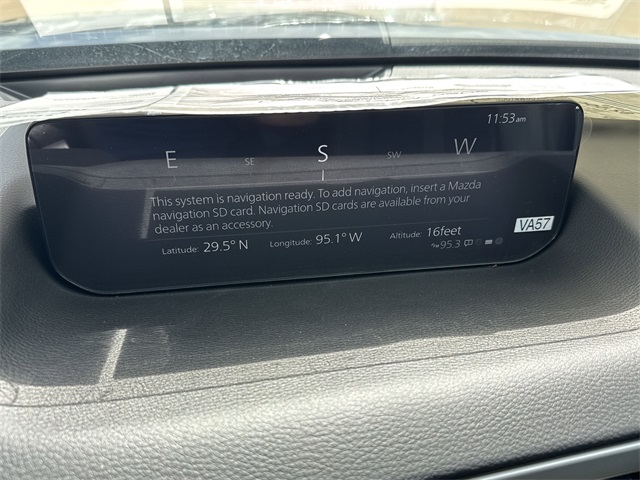 11:53am
E SE S SW W
This system is navigation ready. To add navigation, insert a Mazda
navigation SD card. Navigation SD cards are available from your
dealer as an accessory.
VA57
Latitude: 29.5° N Longitude: 95.1° W Altitude: 16feet
95.3